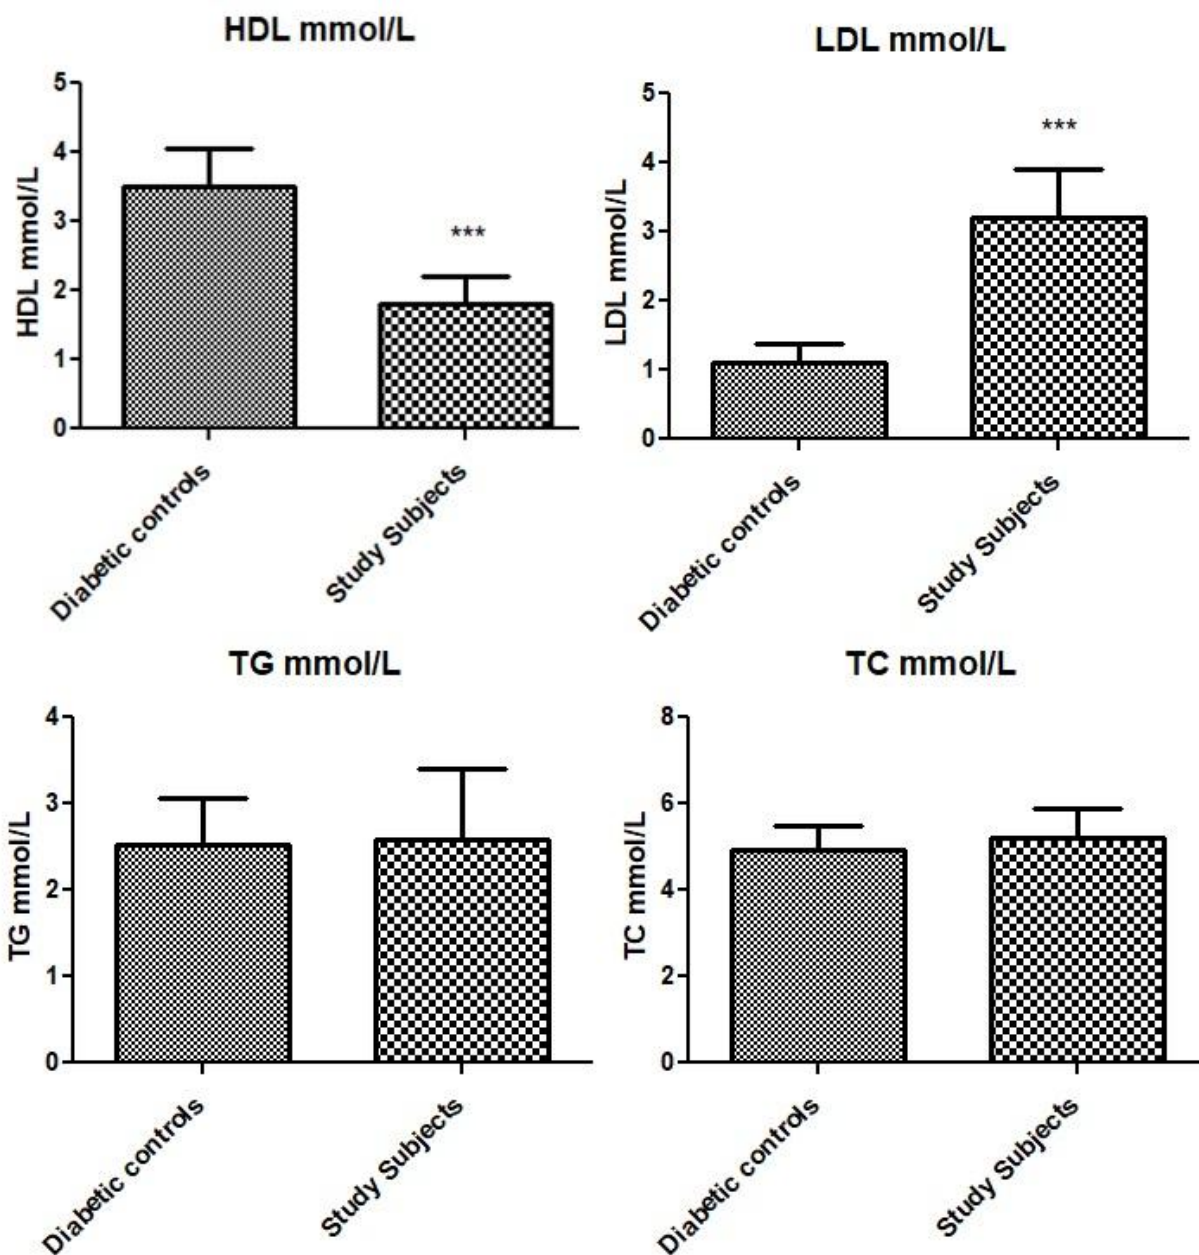 HDL mmol/L
HDL mmol/L
5
4
3
2
1
0
***
Diabetic controls
Study Subjects
LDL mmol/L
LDL mmol/L
5
4
3
2
1
0
***
Diabetic controls
Study Subjects
TG mmol/L
TG mmol/L
4
3
2
1
0
Diabetic controls
Study Subjects
TC mmol/L
TC mmol/L
8
6
4
2
0
Diabetic controls
Study Subjects